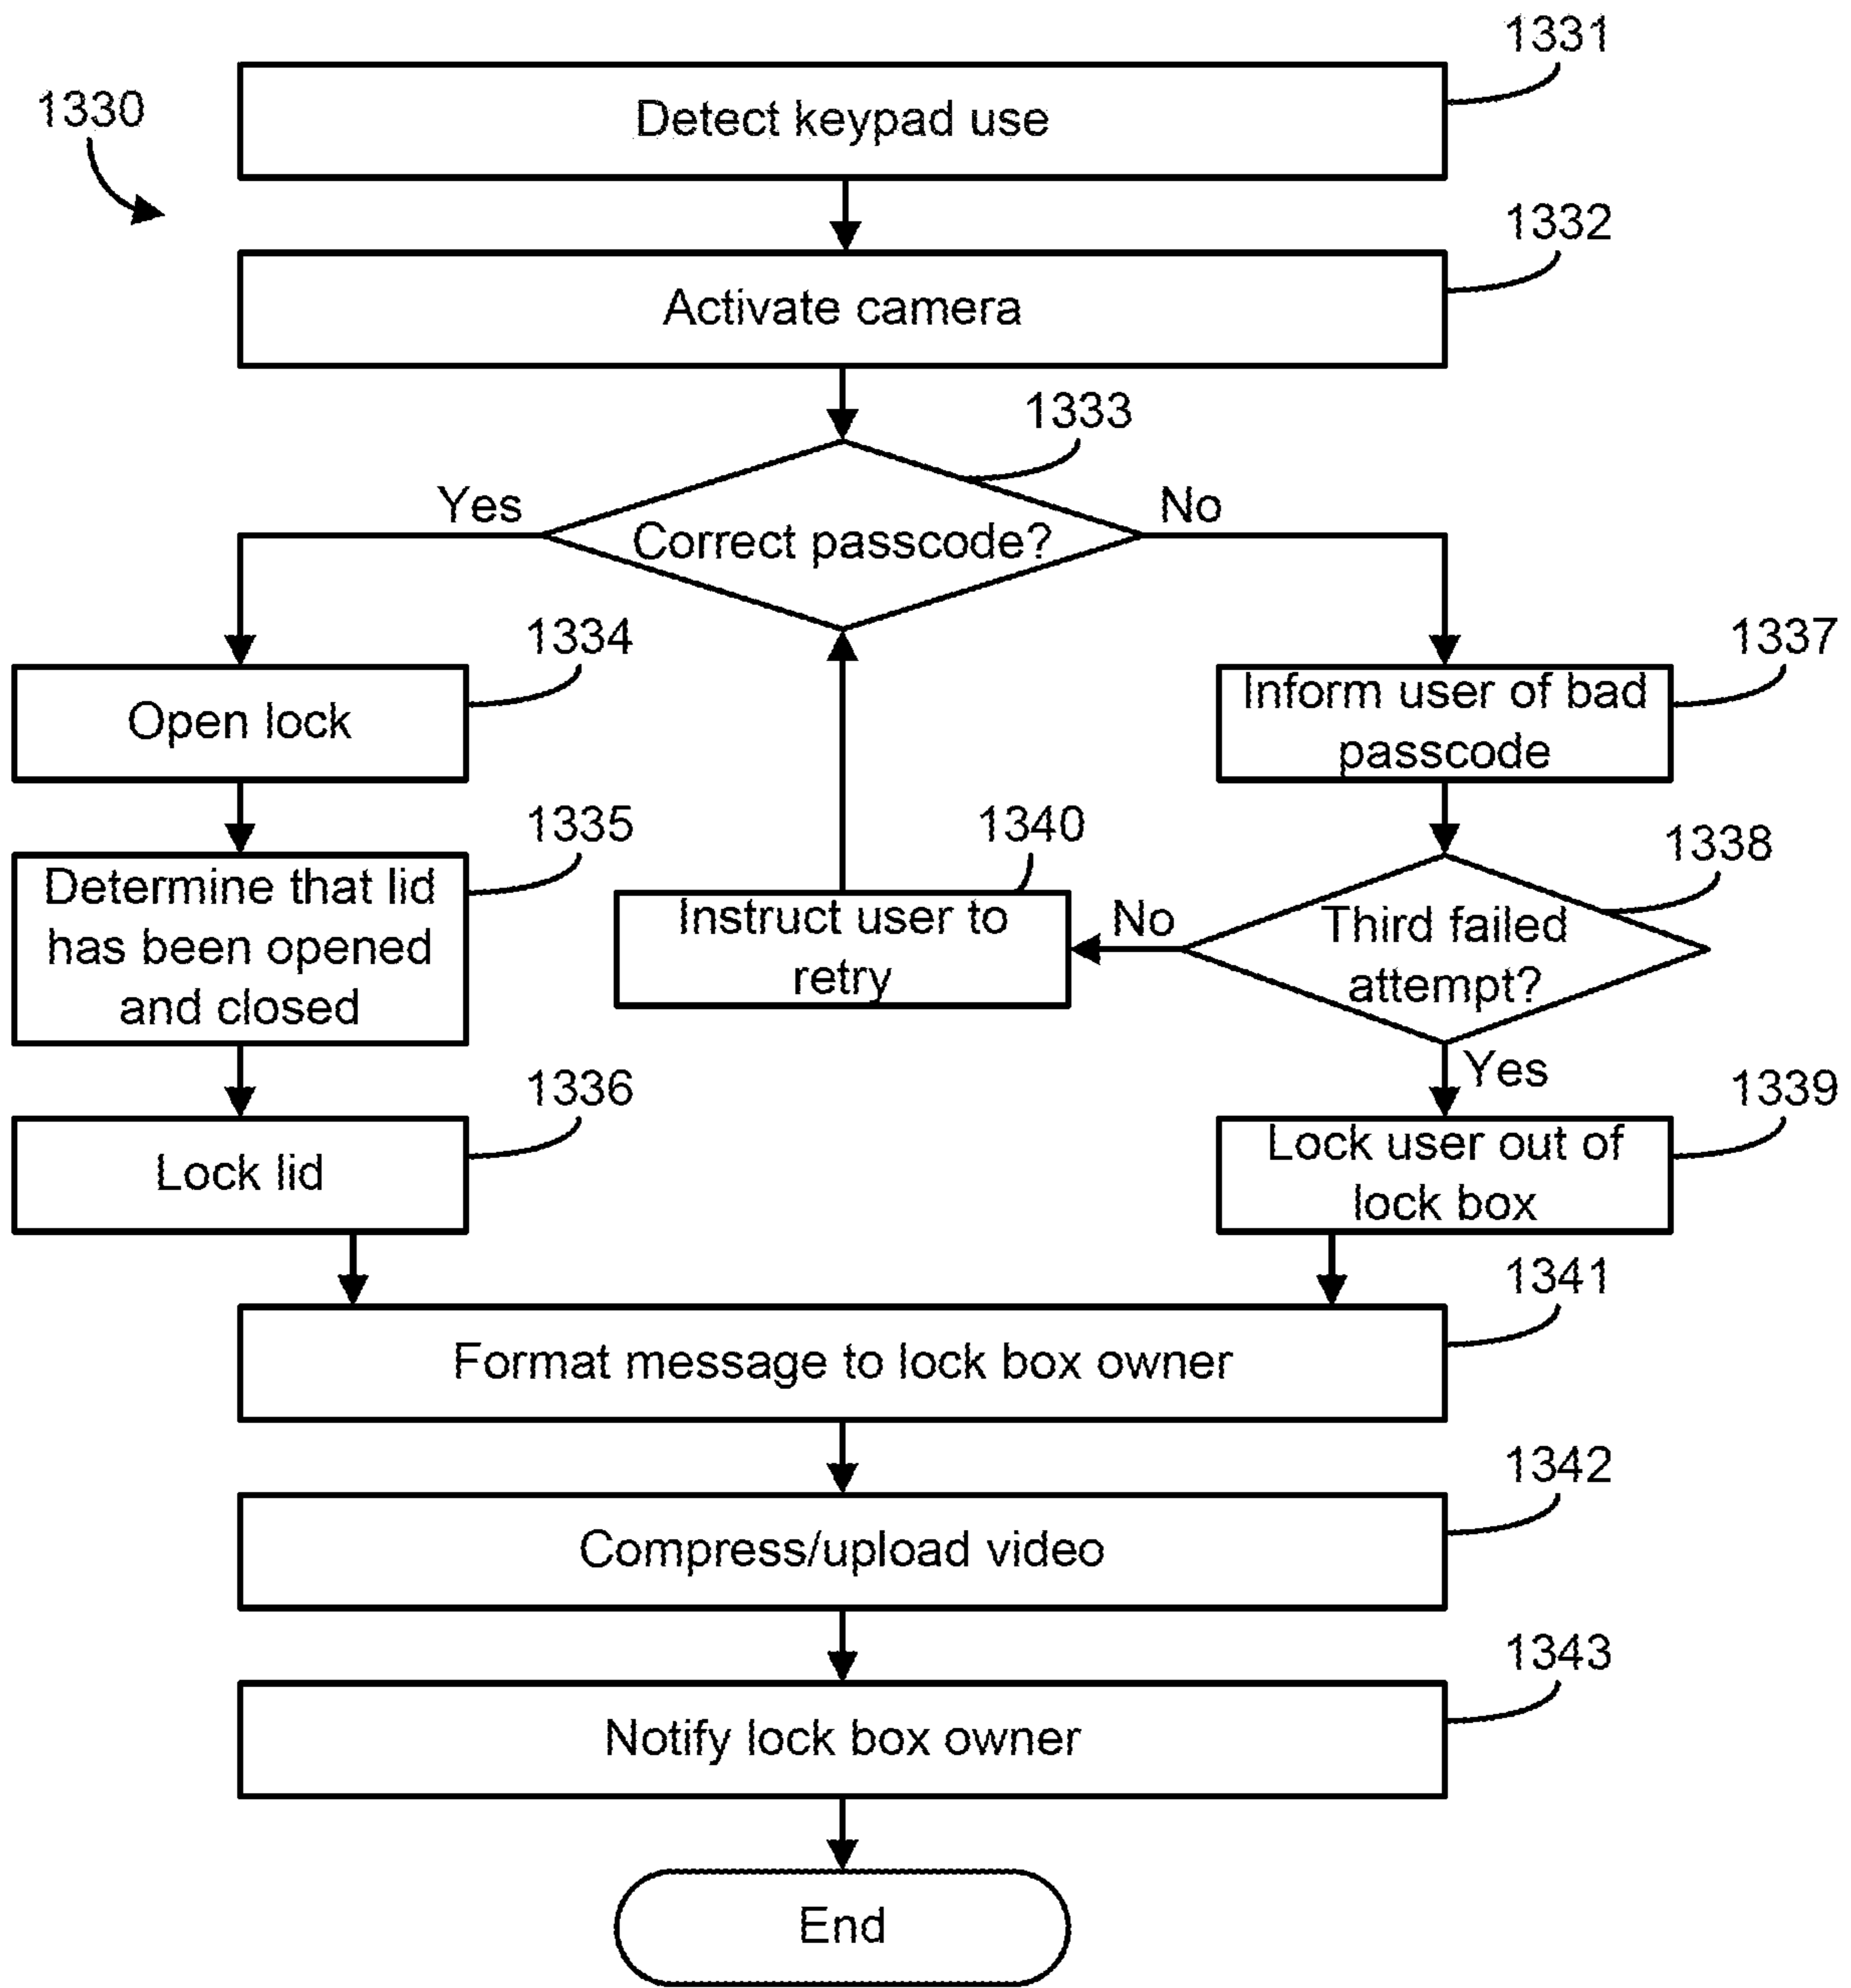 1331
1330
Detect keypad use
1332
Activate camera
1333
Yes
No
Correct passcode?
1334
1337
Open lock
Inform user of bad
passcode
1335
1340
1338
Determine that lid
has been opened
and closed
Instruct user to
retry
No
Third failed
attempt?
Yes
1336
1339
Lock lid
Lock user out of
lock box
1341
Format message to lock box owner
1342
Compress/upload video
1343
Notify lock box owner
End